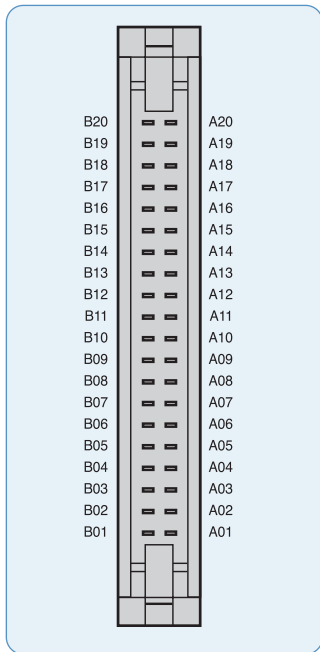 B20 A20
B19 A19
B18 A18
B17 A17
B16 A16
B15 A15
B14 A14
B13 A13
B12 A12
B11 A11
B10 A10
B09 A09
B08 A08
B07 A07
B06 A06
B05 A05
B04 A04
B03 A03
B02 A02
B01 A01